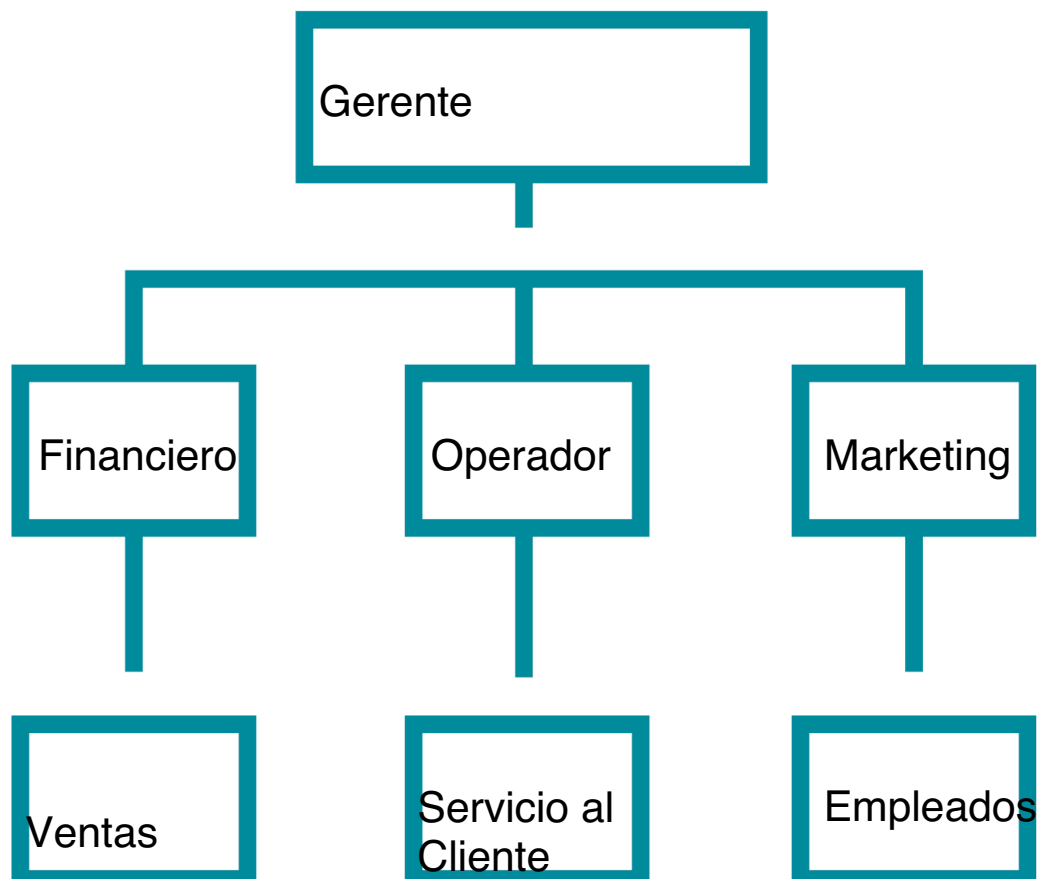 Gerente
Financiero
Operador
Marketing
Ventas
Servicio al
Cliente
Empleados